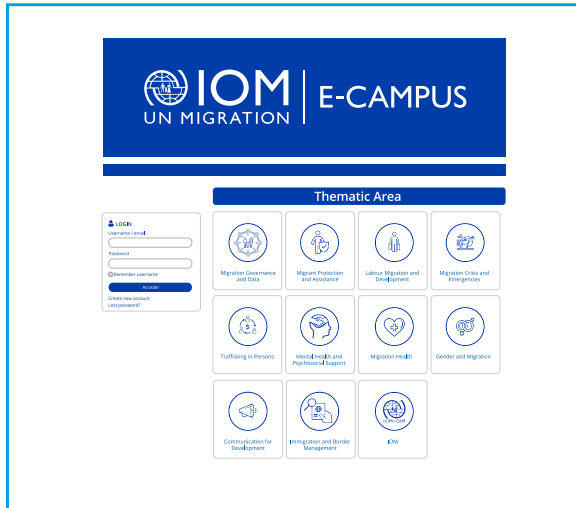 IOM
UN MIGRATION
E-CAMPUS
Thematic Area
LOGIN
Username / email
Password
Remember username
Acceder
Create new account
Lost password?
Migration Governance
and Data
Migrant Protection
and Assistance
Labour Migration and
Development
Migration Crisis and
Emergencies
Trafficking in Persons
Mental Health and
Psychosocial Support
Migration Health
Gender and Migration
Communication for
Development
Immigration and Border
Management
IOM•OIM
IOM